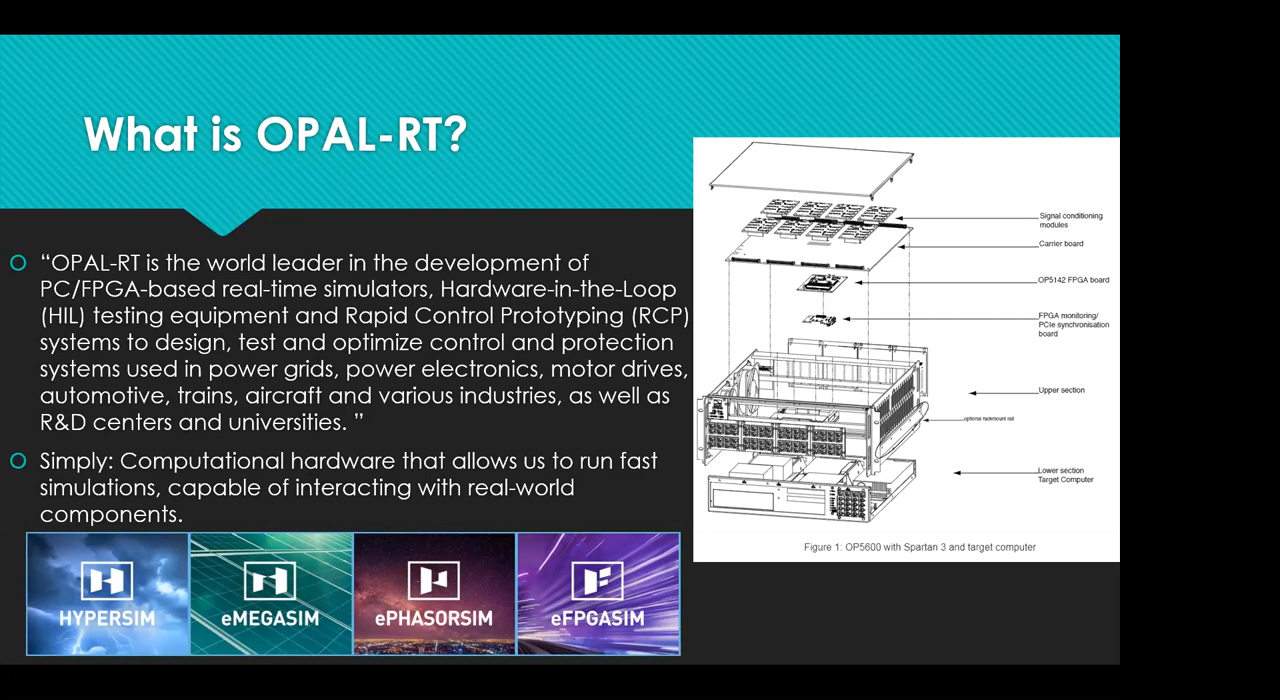 What is OPAL-RT?
“OPAL-RT is the world leader in the development of
PC/FPGA-based real-time simulators, Hardware-in-the-Loop
(HIL) testing equipment and Rapid Control Prototyping (RCP)
systems to design, test and optimize control and protection
systems used in power grids, power electronics, motor drives,
automotive, trains, aircraft and various industries, as well as
R&D centers and universities. ”
Simply: Computational hardware that allows us to run fast
simulations, capable of interacting with real-world
components.
HYPERSIM
eMEGASIM
ePHASORSIM
eFPGASIM
Signal conditioning
modules
Carrier board
OP5142 FPGA board
FPGA monitoring/
PCIe synchronisation
board
Upper section
optional rackmount rail
Lower section
Target Computer
Figure 1: OP5600 with Spartan 3 and target computer